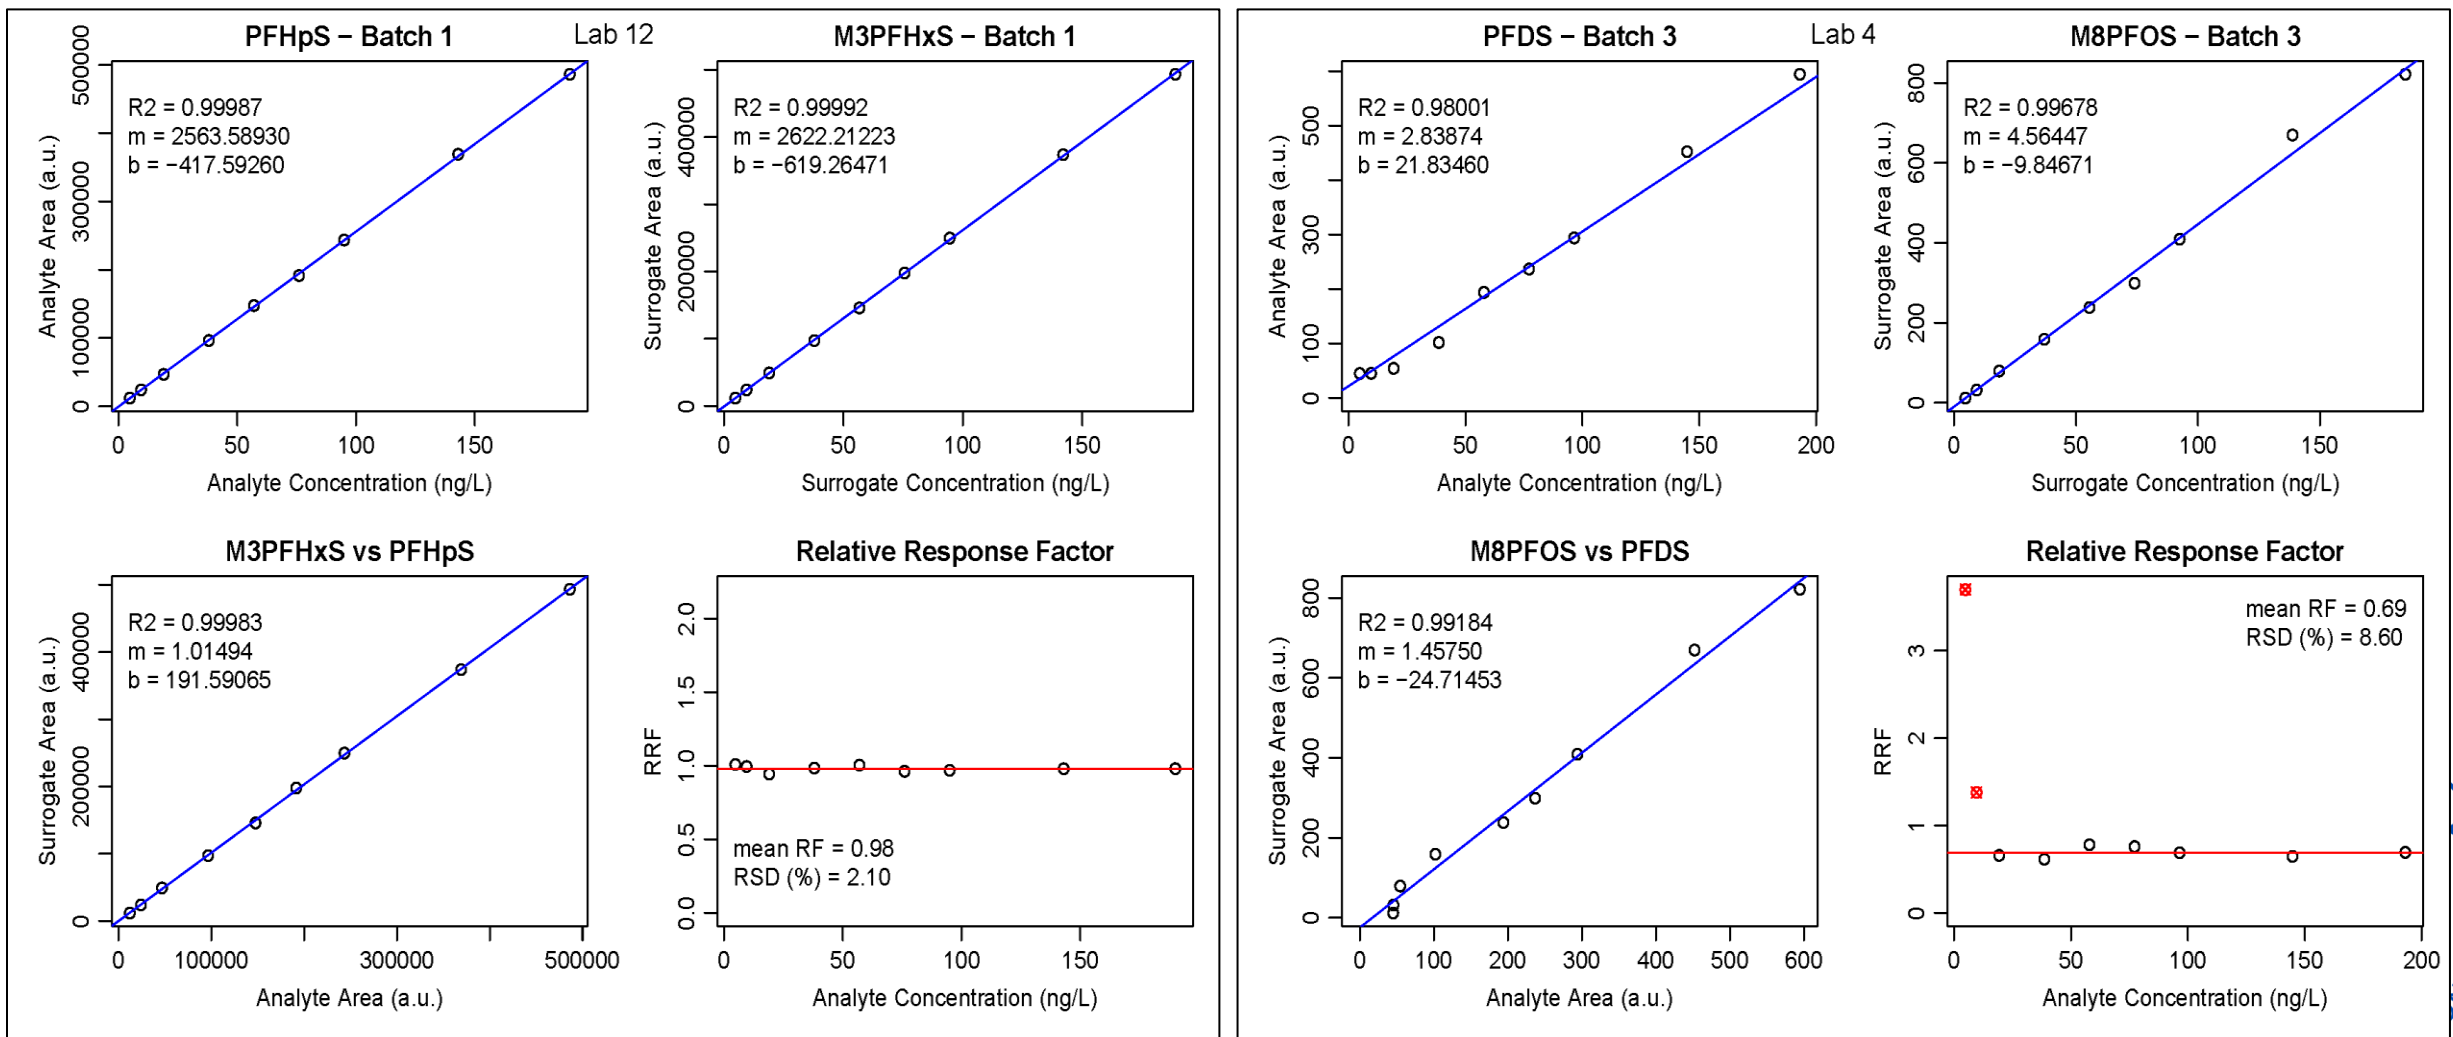 PFHpS − Batch 1
Lab 12
R2 = 0.99987
m = 2563.58930
b = −417.59260
Analyte Area (a.u.)
0
100000
300000
500000
0 50 100 150
Analyte Concentration (ng/L)
M3PFHxS − Batch 1
R2 = 0.99992
m = 2622.21223
b = −619.26471
Surrogate Area (a.u.)
0
200000
400000
0 50 100 150
Surrogate Concentration (ng/L)
M3PFHxS vs PFHpS
R2 = 0.99983
m = 1.01494
b = 191.59065
Surrogate Area (a.u.)
0
200000
400000
0 100000 300000 500000
Analyte Area (a.u.)
Relative Response Factor
mean RF = 0.98
RSD (%) = 2.10
RRF
0.0
0.5
1.0
1.5
2.0
0 50 100 150
Analyte Concentration (ng/L)
PFDS − Batch 3
Lab 4
R2 = 0.98001
m = 2.83874
b = 21.83460
Analyte Area (a.u.)
0
100
300
500
0 50 100 150 200
Analyte Concentration (ng/L)
M8PFOS − Batch 3
R2 = 0.99678
m = 4.56447
b = −9.84671
Surrogate Area (a.u.)
0
200
400
600
800
0 50 100 150
Surrogate Concentration (ng/L)
M8PFOS vs PFDS
R2 = 0.99184
m = 1.45750
b = −24.71453
Surrogate Area (a.u.)
0
200
400
600
800
0 100 200 300 400 500 600
Analyte Area (a.u.)
Relative Response Factor
mean RF = 0.69
RSD (%) = 8.60
RRF
0
1
2
3
0 50 100 150 200
Analyte Concentration (ng/L)